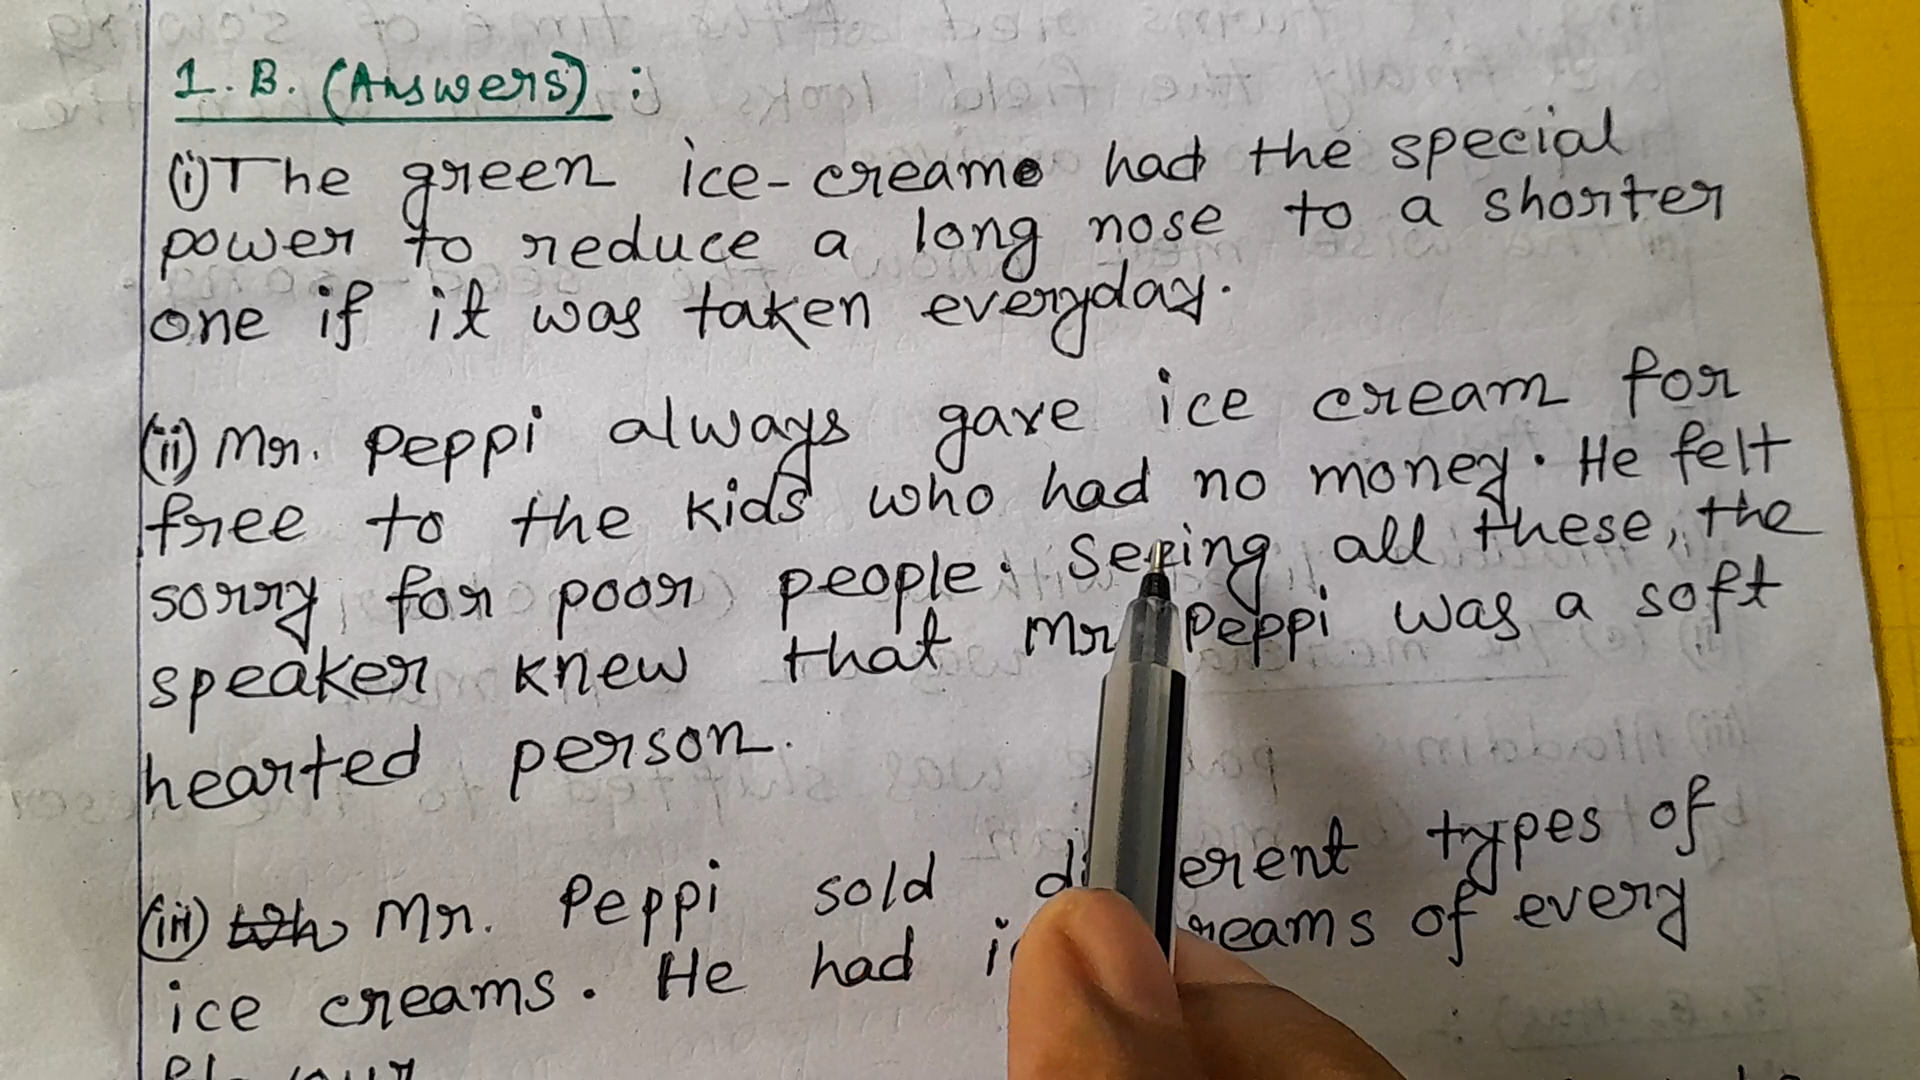 1. B. (Answers) :
(i) The green ice-cream had the special
power to reduce a long nose to a shorter
one if it was taken everyday.
(ii) Mr. Peppi always gave ice cream for
free to the kids who had no money. He felt
sorry for poor people. Seeing all these, the
speaker knew that Mr Peppi was a soft
hearted person.
(iii) Mr. Peppi sold types of
ice creams. He had of every